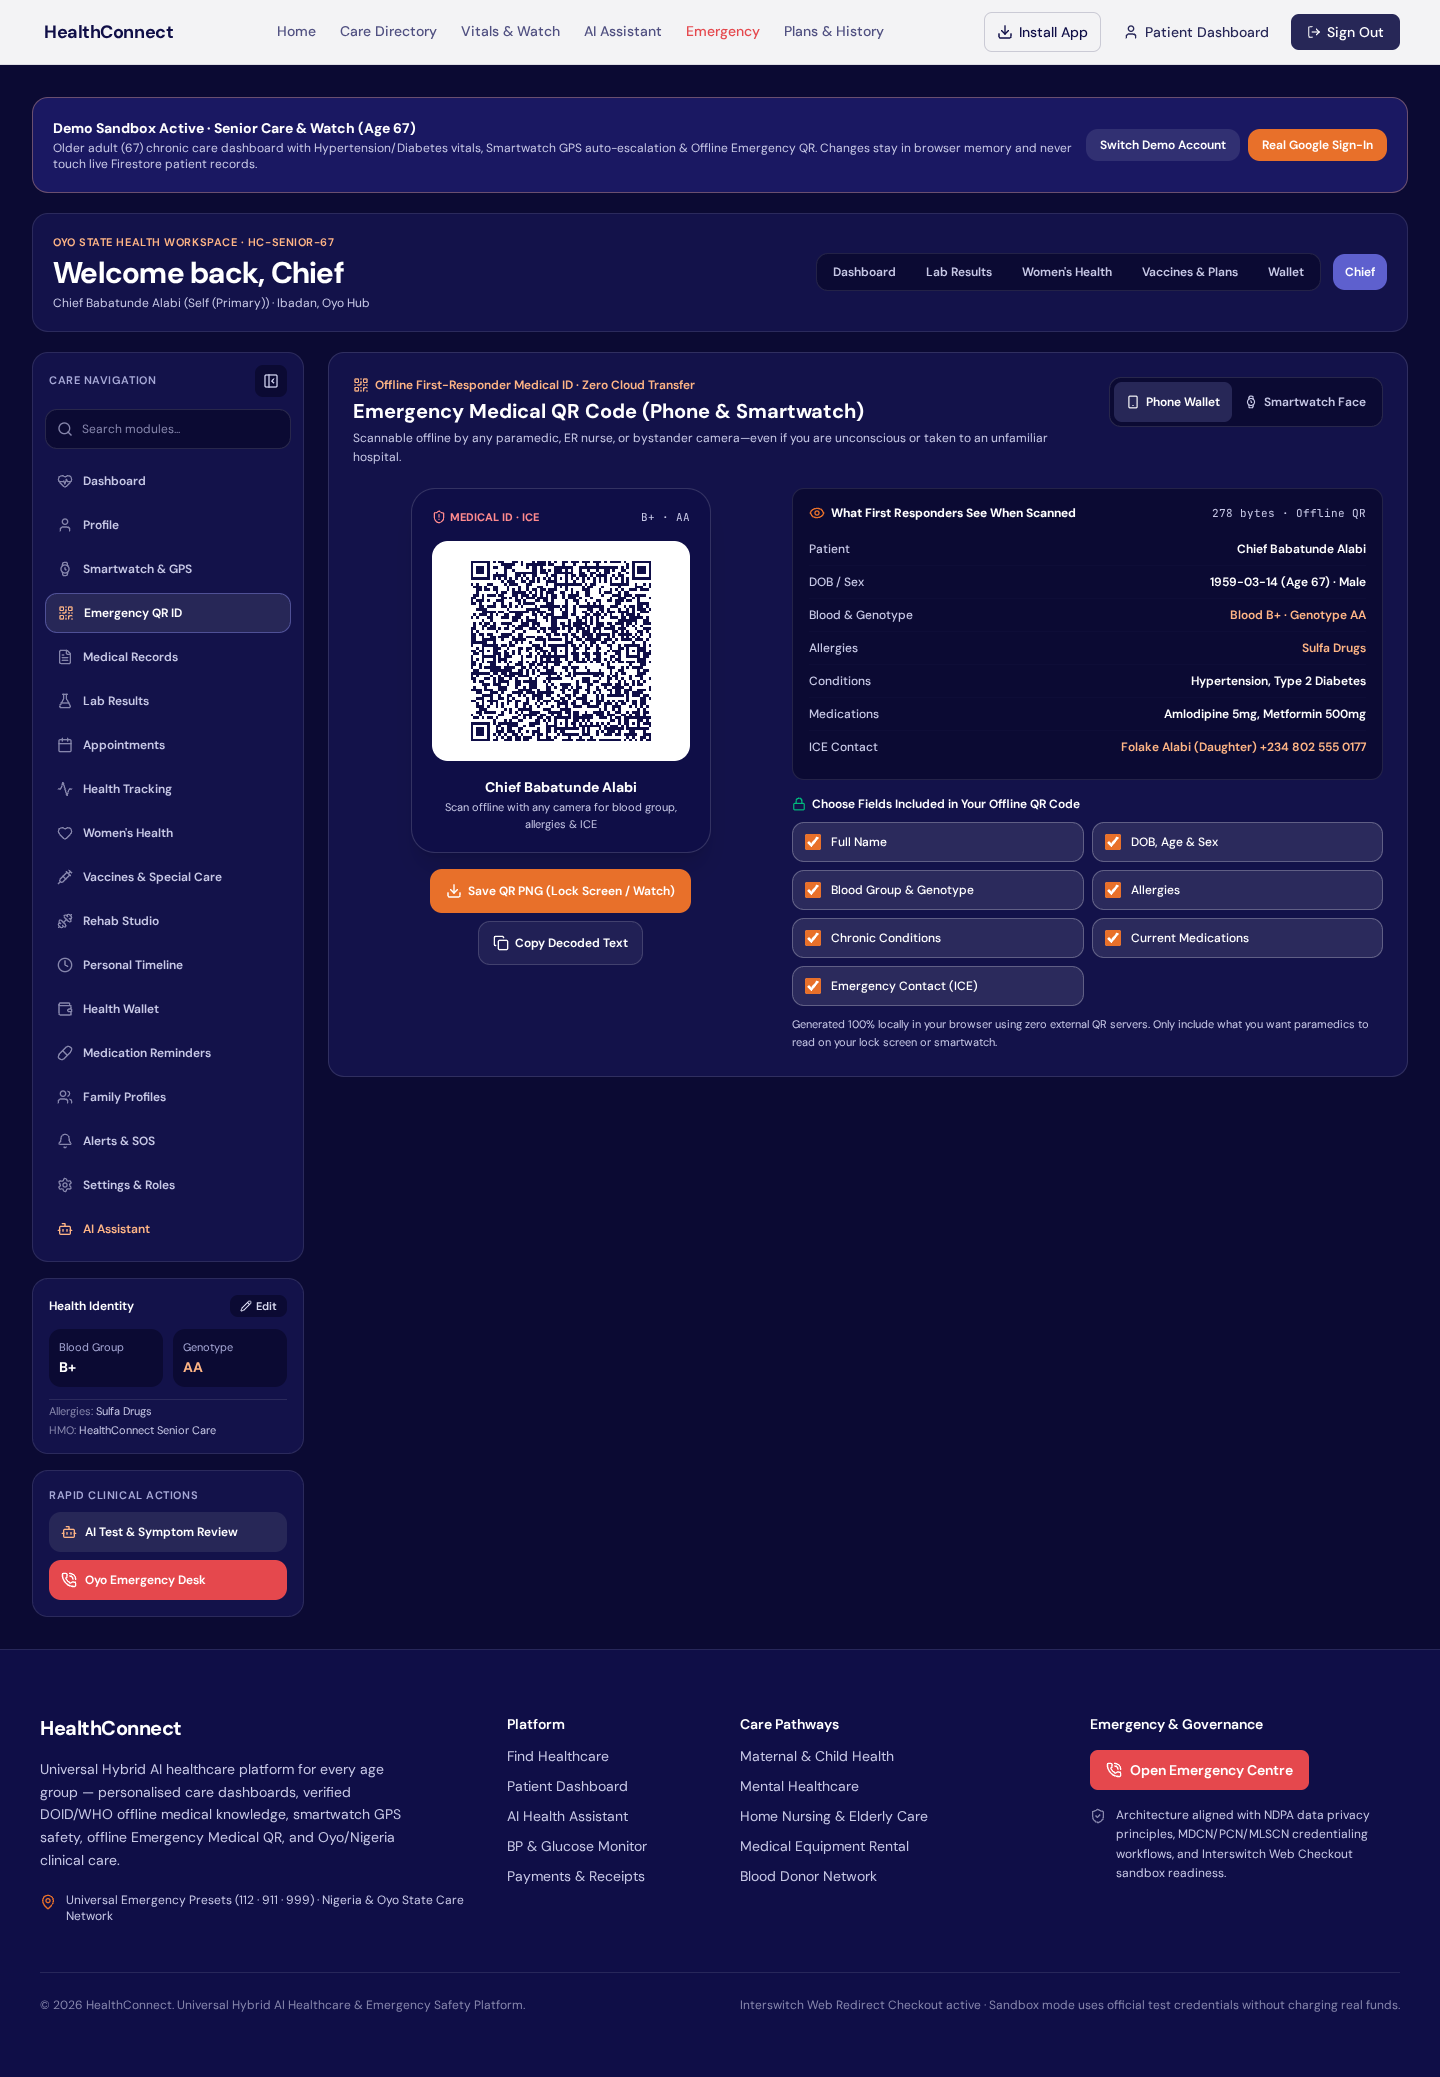 HealthConnect
Home
Care Directory
Vitals & Watch
AI Assistant
Emergency
Plans & History
Install App
Patient Dashboard
Sign Out
Demo Sandbox Active · Senior Care & Watch (Age 67)
Older adult (67) chronic care dashboard with Hypertension/Diabetes vitals, Smartwatch GPS auto-escalation & Offline Emergency QR. Changes stay in browser memory and never
touch live Firestore patient records.
Switch Demo Account
Real Google Sign-In
OYO STATE HEALTH WORKSPACE · HC-SENIOR-67
Welcome back, Chief
Chief Babatunde Alabi (Self (Primary)) · Ibadan, Oyo Hub
Dashboard
Lab Results
Women's Health
Vaccines & Plans
Wallet
Chief
CARE NAVIGATION
Search modules...
Dashboard
Profile
Smartwatch & GPS
Emergency QR ID
Medical Records
Lab Results
Appointments
Health Tracking
Women's Health
Vaccines & Special Care
Rehab Studio
Personal Timeline
Health Wallet
Medication Reminders
Family Profiles
Alerts & SOS
Settings & Roles
AI Assistant
Health Identity
Edit
Blood Group
B+
Genotype
AA
Allergies: Sulfa Drugs
HMO: HealthConnect Senior Care
RAPID CLINICAL ACTIONS
AI Test & Symptom Review
Oyo Emergency Desk
Offline First-Responder Medical ID · Zero Cloud Transfer
Emergency Medical QR Code (Phone & Smartwatch)
Scannable offline by any paramedic, ER nurse, or bystander camera—even if you are unconscious or taken to an unfamiliar
hospital.
Phone Wallet
Smartwatch Face
MEDICAL ID · ICE
B+ · AA
Chief Babatunde Alabi
Scan offline with any camera for blood group,
allergies & ICE
Save QR PNG (Lock Screen / Watch)
Copy Decoded Text
What First Responders See When Scanned
278 bytes · Offline QR
Patient
Chief Babatunde Alabi
DOB / Sex
1959-03-14 (Age 67) · Male
Blood & Genotype
Blood B+ · Genotype AA
Allergies
Sulfa Drugs
Conditions
Hypertension, Type 2 Diabetes
Medications
Amlodipine 5mg, Metformin 500mg
ICE Contact
Folake Alabi (Daughter) +234 802 555 0177
Choose Fields Included in Your Offline QR Code
Full Name
DOB, Age & Sex
Blood Group & Genotype
Allergies
Chronic Conditions
Current Medications
Emergency Contact (ICE)
Generated 100% locally in your browser using zero external QR servers. Only include what you want paramedics to
read on your lock screen or smartwatch.
HealthConnect
Universal Hybrid AI healthcare platform for every age
group — personalised care dashboards, verified
DOID/WHO offline medical knowledge, smartwatch GPS
safety, offline Emergency Medical QR, and Oyo/Nigeria
clinical care.
Universal Emergency Presets (112 · 911 · 999) · Nigeria & Oyo State Care
Network
Platform
Find Healthcare
Patient Dashboard
AI Health Assistant
BP & Glucose Monitor
Payments & Receipts
Care Pathways
Maternal & Child Health
Mental Healthcare
Home Nursing & Elderly Care
Medical Equipment Rental
Blood Donor Network
Emergency & Governance
Open Emergency Centre
Architecture aligned with NDPA data privacy
principles, MDCN/PCN/MLSCN credentialing
workflows, and Interswitch Web Checkout
sandbox readiness.
© 2026 HealthConnect. Universal Hybrid AI Healthcare & Emergency Safety Platform.
Interswitch Web Redirect Checkout active · Sandbox mode uses official test credentials without charging real funds.